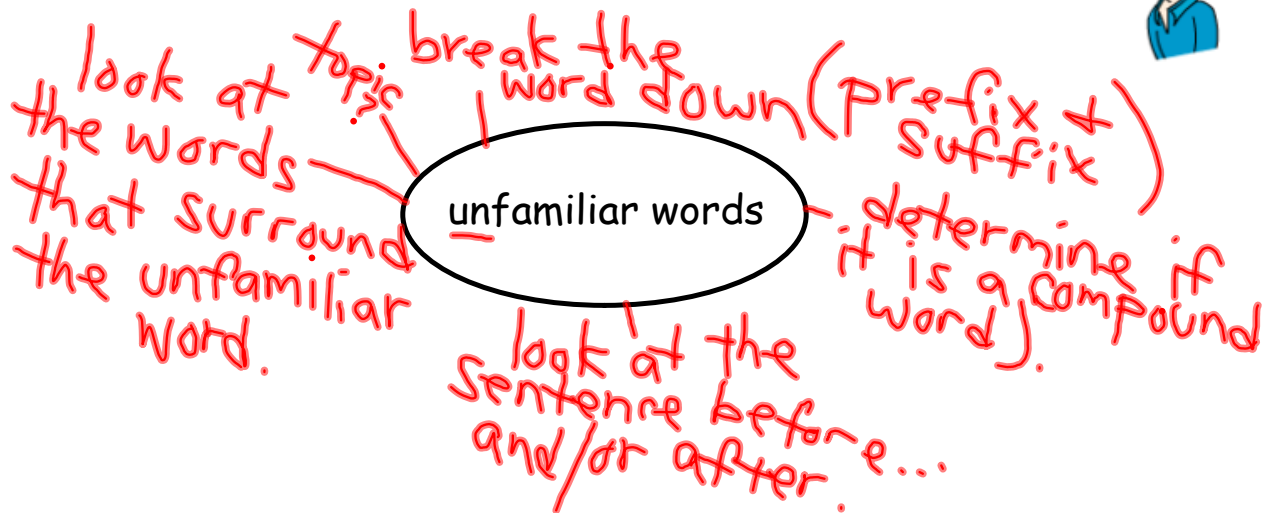 look at
the words
that surround
the unfamiliar
word.
topic?
break the
word down (prefix &
suffix)
unfamiliar words
determine if
it is a compound
word).
look at the
sentence before...
and/or after.